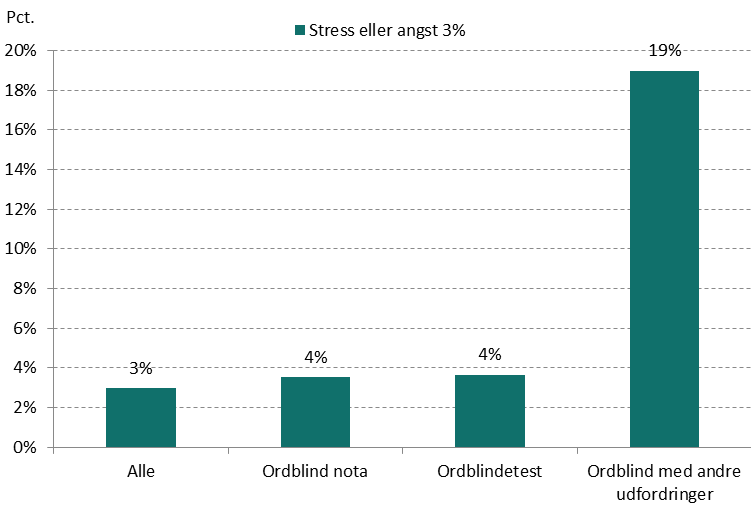 Pct.
Stress eller angst 3%
20%
18%
16%
14%
12%
10%
8%
6%
4%
2%
0%
3%
4%
4%
19%
Alle
Ordblind nota
Ordblindetest
Ordblind med andre
udfordringer